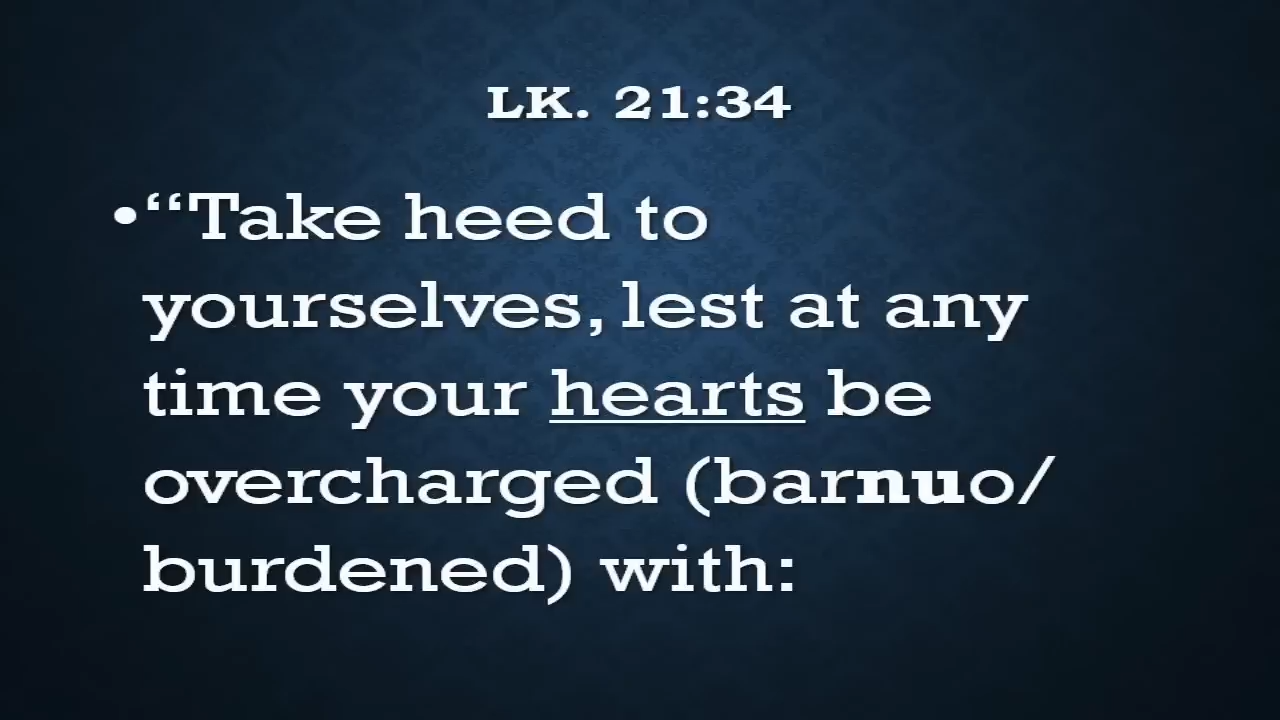 LK. 21:34
•“Take heed to
yourselves, lest at any
time your hearts be
overcharged (barnuo/
burdened) with: